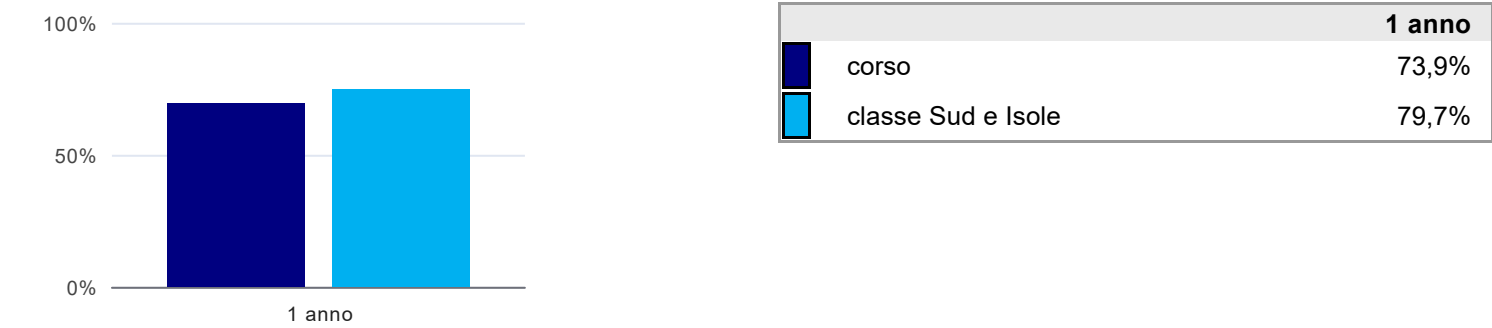 100%
50%
0%
1 anno
1 anno
corso 73,9%
classe Sud e Isole 79,7%